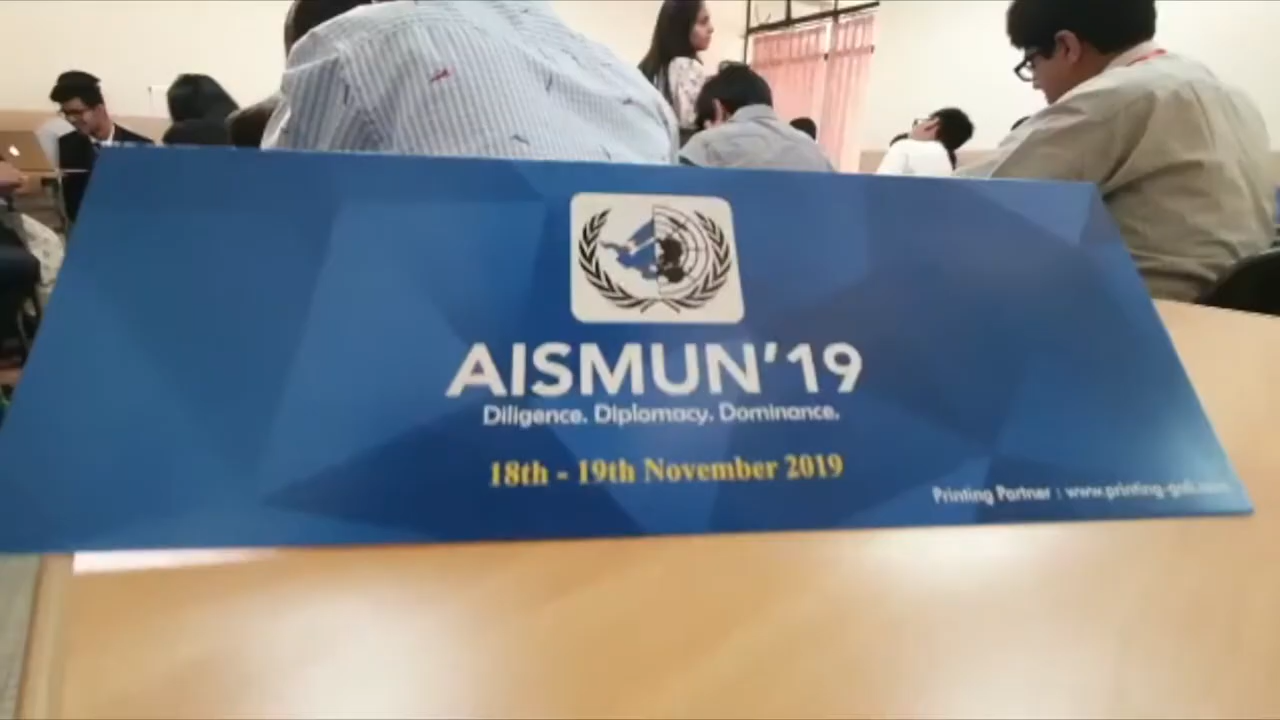 AISMUN'19
Diligence. Diplomacy. Dominance.
18th - 19th November 2019
Printing Partner :